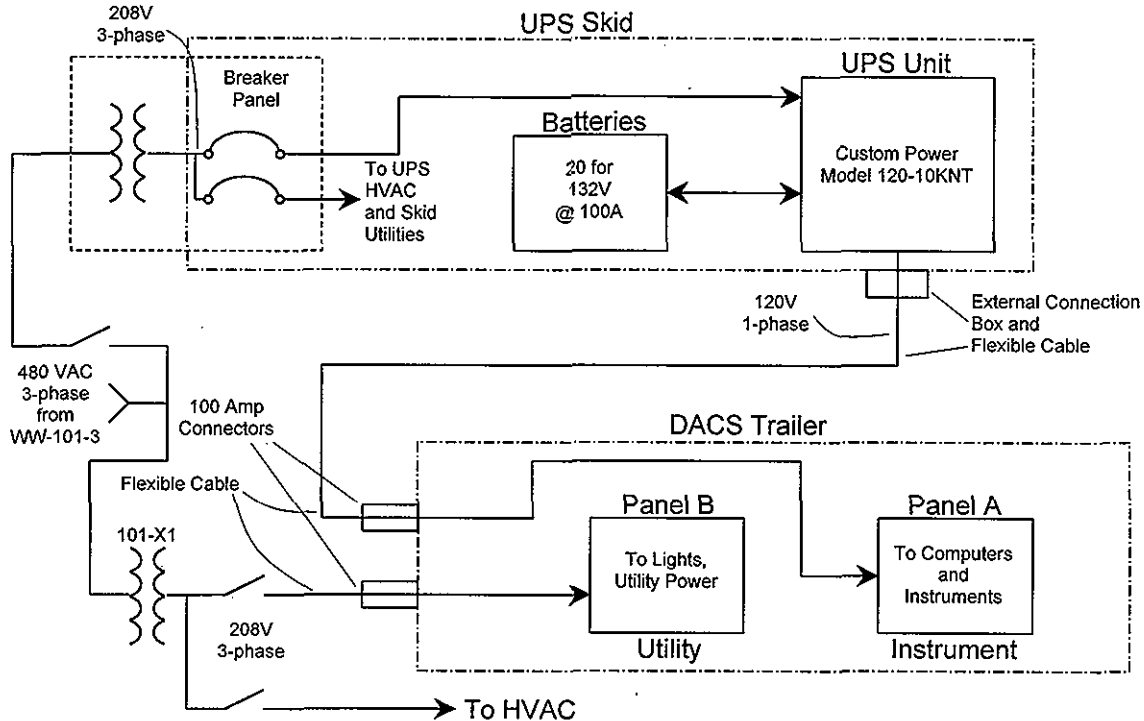 208V
3-phase
UPS Skid
Breaker
Panel
UPS Unit
Batteries
20 for
132V
@ 100A
Custom Power
Model 120-10KNT
To UPS
HVAC
and Skid
Utilities
120V
1-phase
External Connection
Box and
Flexible Cable
480 VAC
3-phase
from
WW-101-3
100 Amp
Connectors
DACS Trailer
Flexible Cable
101-X1
Panel B
To Lights,
Utility Power
Utility
Panel A
To Computers
and
Instruments
Instrument
208V
3-phase
To HVAC